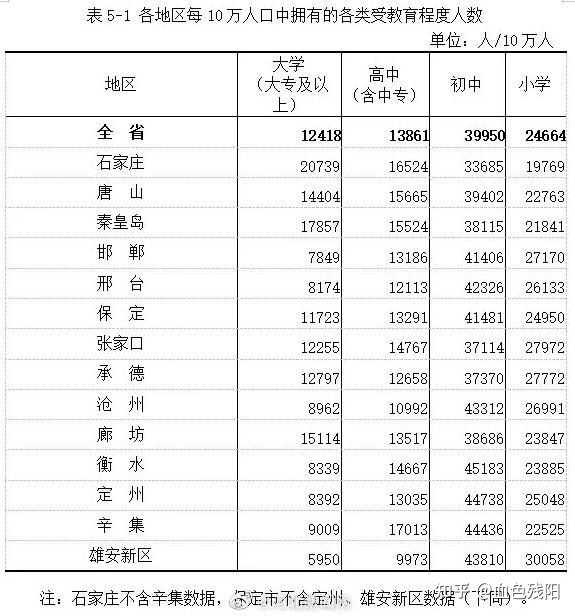 表 5-1 各地区每 10 万人口中拥有的各类受教育程度人数
单位：人/10 万人
地区 大学（大专及以上） 高中（含中专） 初中 小学
全 省 12418 13861 39950 24664
石家庄 20739 16524 33685 19769
唐 山 14404 15665 39402 22763
秦皇岛 17857 15524 38115 21841
邯 郸 7849 13186 41406 27170
邢 台 8174 12113 42326 26133
保 定 11723 13291 41481 24950
张家口 12255 14767 37114 27972
承 德 12797 12658 37370 27772
沧 州 8962 10992 43312 26991
廊 坊 15114 13517 38686 23847
衡 水 8339 14667 45183 23885
定 州 8392 13035 44738 25048
辛 集 9009 17013 44436 22525
雄安新区 5950 9973 43810 30058
知乎 @血色残阳
注：石家庄不含辛集数据，保定市不含定州、雄安新区数据（下同）。